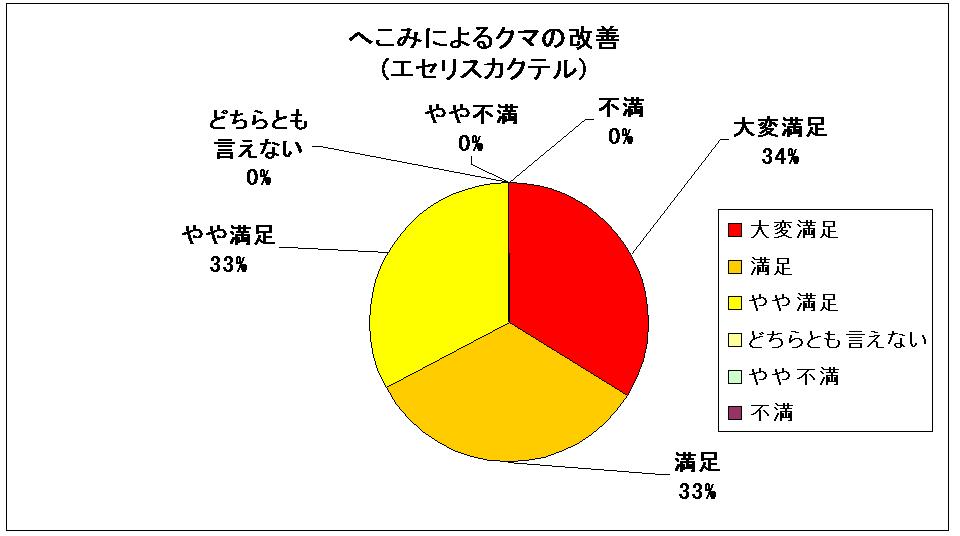 へこみによるクマの改善
（エセリスカクテル）
どちらとも
言えない
0%
やや不満
0%
不満
0%
大変満足
34%
やや満足
33%
満足
33%
大変満足
満足
やや満足
どちらとも言えない
やや不満
不満